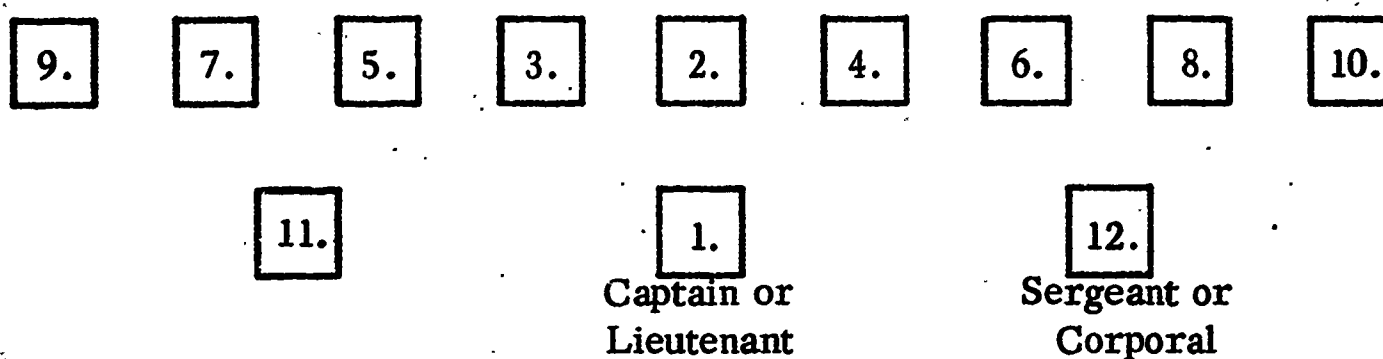 9. 7. 5. 3. 2. 4. 6. 8. 10.
11. 1. 12.
Captain or Sergeant or
Lieutenant Corporal